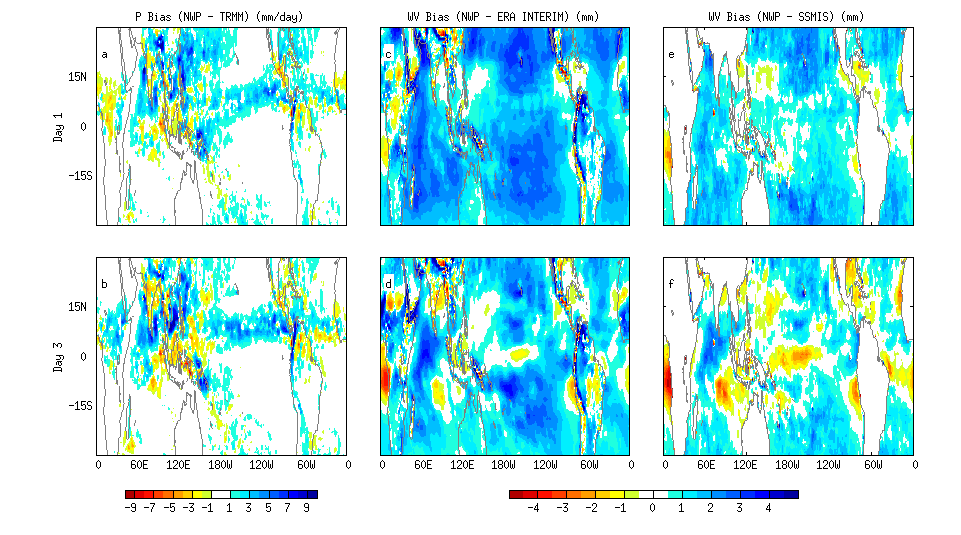 P Bias (NWP - TRMM) (mm/day)
WV Bias (NWP - ERA INTERIM) (mm)
WV Bias (NWP - SSMIS) (mm)
a
c
e
15N
0
-15S
Day 1
b
d
f
15N
0
-15S
Day 3
0 60E 120E 180W 120W 60W 0
0 60E 120E 180W 120W 60W 0
0 60E 120E 180W 120W 60W 0
-9 -7 -5 -3 -1 1 3 5 7 9
-4 -3 -2 -1 0 1 2 3 4